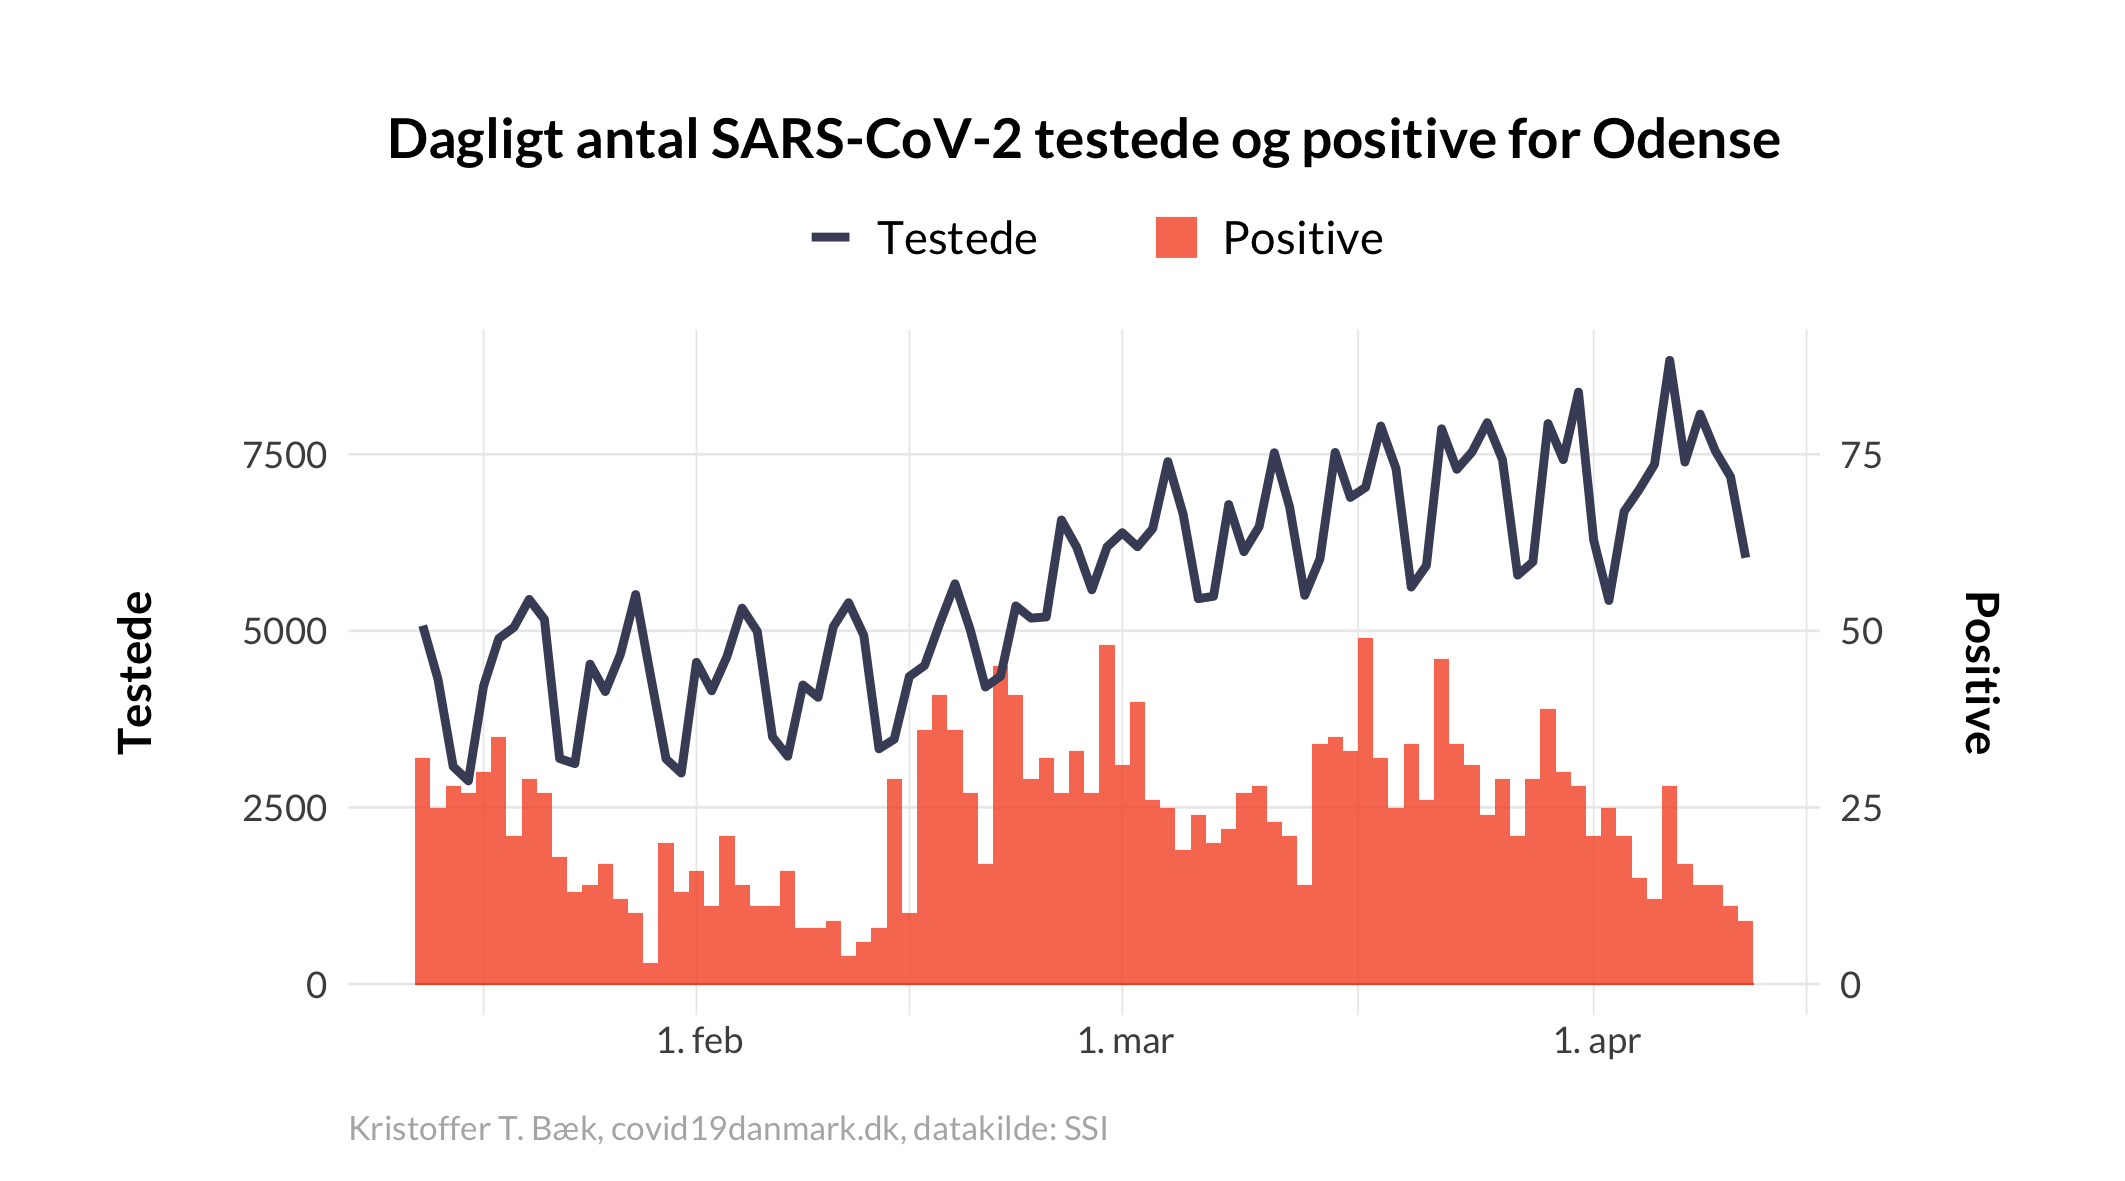 Dagligt antal SARS-CoV-2 testede og positive for Odense
Testede
Positive
7500
5000
2500
0
75
50
25
0
Testede
Positive
1. feb
1. mar
1. apr
Kristoffer T. Bæk, covid19danmark.dk, datakilde: SSI